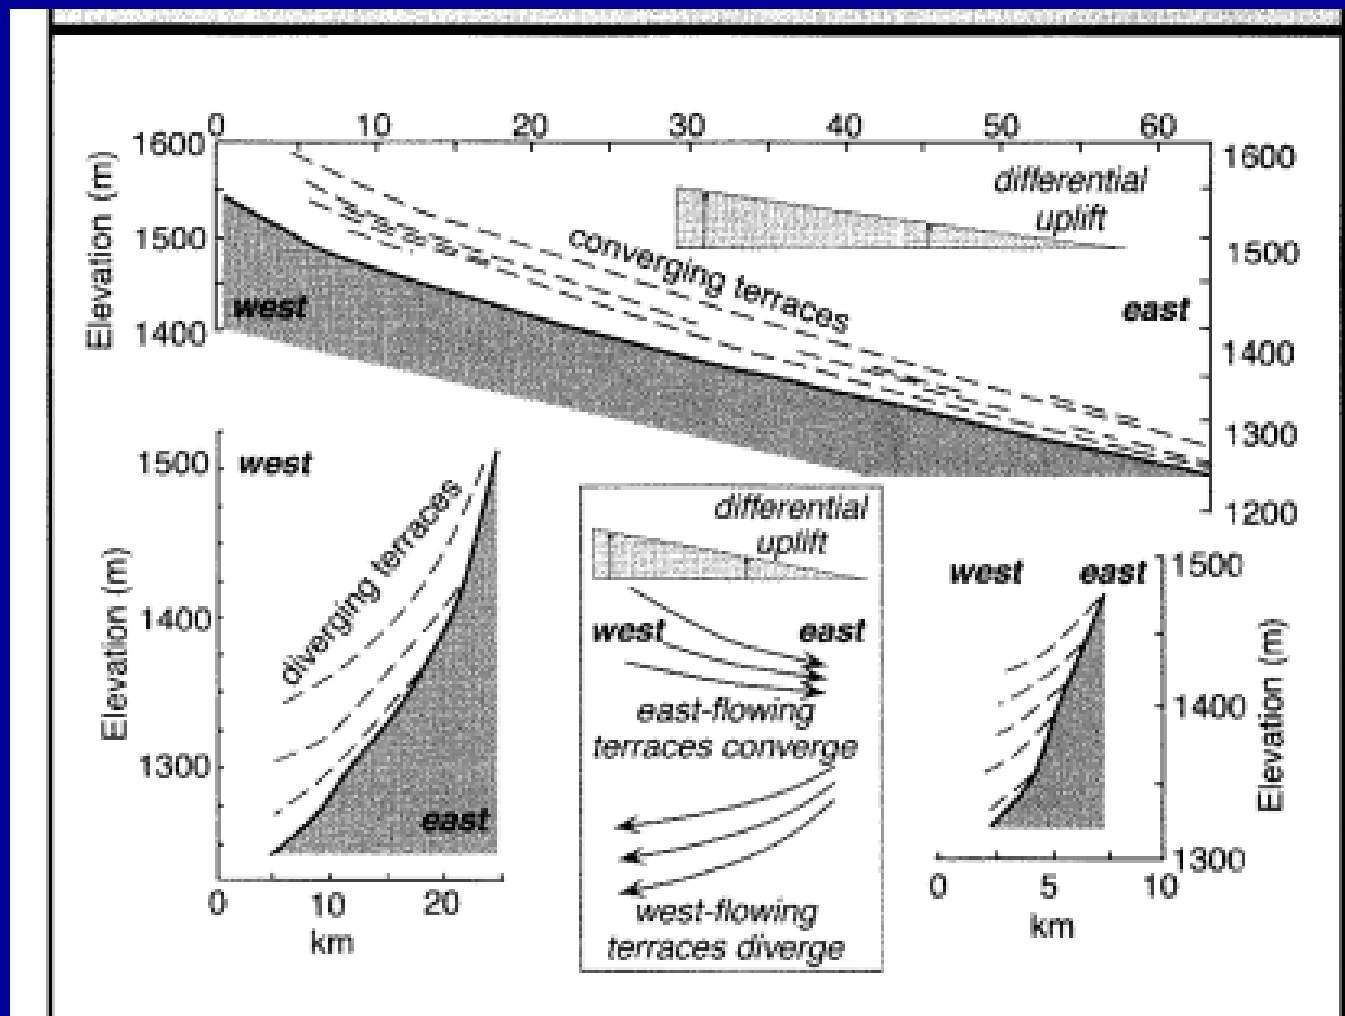 0 10 20 30 40 50 60
1600
1500
1400
Elevation (m)
1600
1500
1400
1300
1200
differential
uplift
converging terraces
west
east
1500
1400
1300
Elevation (m)
west
diverging terraces
east
0 10 20
km
differential
uplift
west east
east-flowing
terraces converge
west-flowing
terraces diverge
west east
1500
1400
1300
Elevation (m)
0 5 10
km